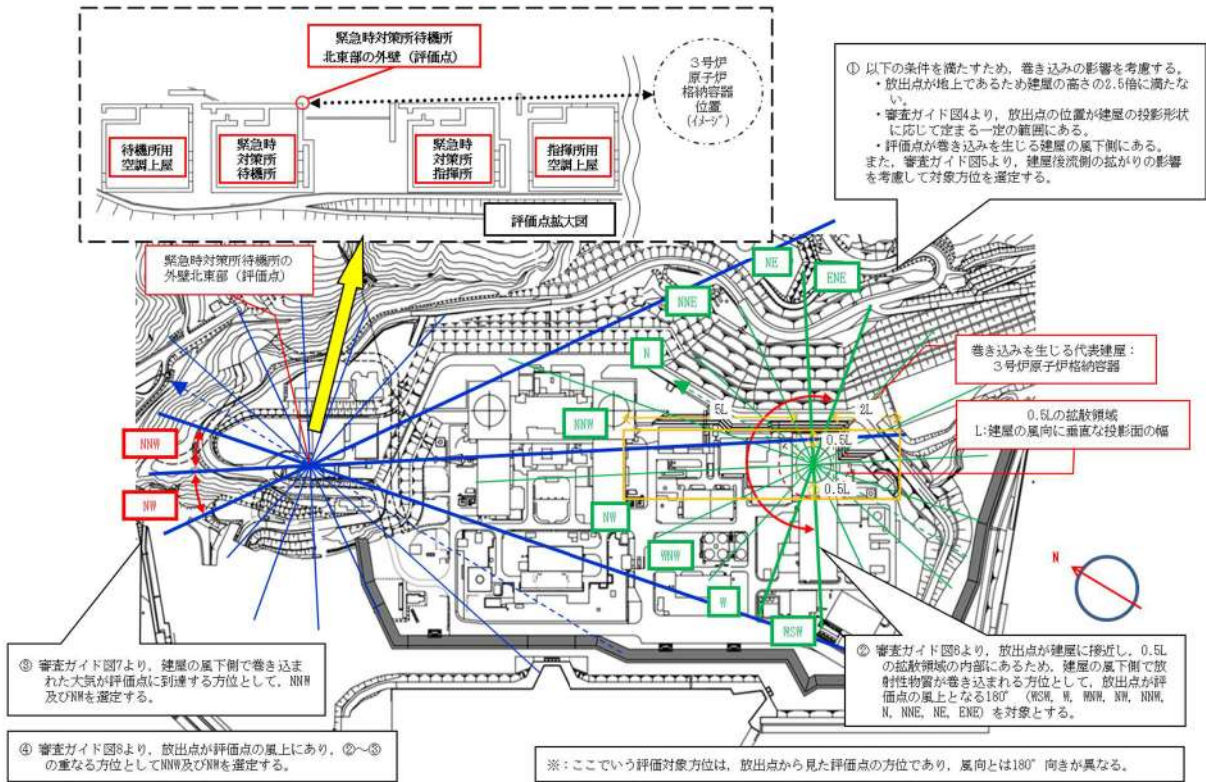 緊急時対策所待機所
北東部の外壁（評価点）
３号炉
原子炉
格納容器
位置
(ｲﾒｰｼﾞ)
待機所用
空調上屋
緊急時
対策所
待機所
緊急時
対策所
指揮所
指揮所用
空調上屋
評価点拡大図
① 以下の条件を満たすため，巻き込みの影響を考慮する。
・放出点が地上であるため建屋の高さの2.5倍に満たな
い。
・審査ガイド図4より，放出点の位置が建屋の投影形状
に応じて定まる一定の範囲にある。
・評価点が巻き込みを生じる建屋の風下側にある。
また，審査ガイド図5より，建屋後流側の拡がりの影響
を考慮して対象方位を選定する。
緊急時対策所待機所の
外壁北東部（評価点）
NE
ENE
NNE
N
NNW
NW
WNW
W
WSW
5L
2L
0.5L
0.5L
巻き込みを生じる代表建屋：
３号炉原子炉格納容器
0.5Lの拡散領域
L:建屋の風向に垂直な投影面の幅
NNW
NW
N
③ 審査ガイド図7より，建屋の風下側で巻き込ま
れた大気が評価点に到達する方位として，NNW
及びNWを選定する。
④ 審査ガイド図8より，放出点が評価点の風上にあり，②～③
の重なる方位としてNNW及びNWを選定する。
② 審査ガイド図6より，放出点が建屋に接近し，0.5L
の拡散領域の内部にあるため，建屋の風下側で放
射性物質が巻き込まれる方位として，放出点が評
価点の風上となる180°（WSW, W, WNW, NW, NNW,
N, NNE, NE, ENE）を対象とする。
※：ここでいう評価対象方位は，放出点から見た評価点の方位であり，風向とは180°向きが異なる。